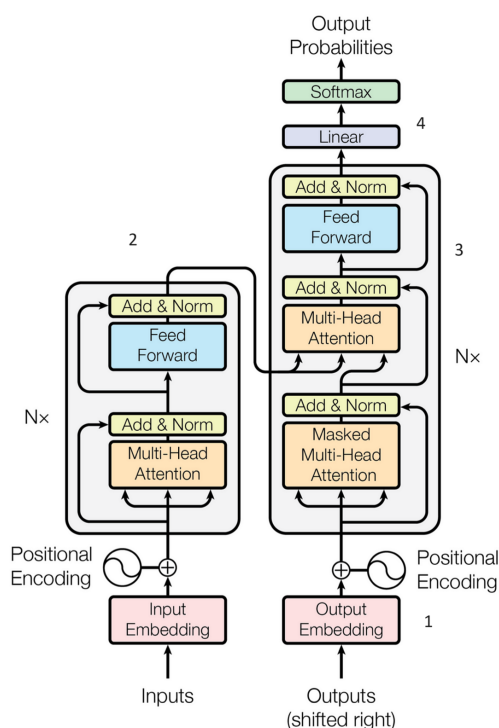 Output
Probabilities
Softmax
4
Linear
Add & Norm
Feed
Forward
2
3
Add & Norm
Add & Norm
Multi-Head
Attention
Feed
Forward
N×
Add & Norm
N×
Add & Norm
Multi-Head
Attention
Masked
Multi-Head
Attention
Positional
Encoding
Positional
Encoding
Input
Embedding
Output
Embedding
1
Inputs
Outputs
(shifted right)